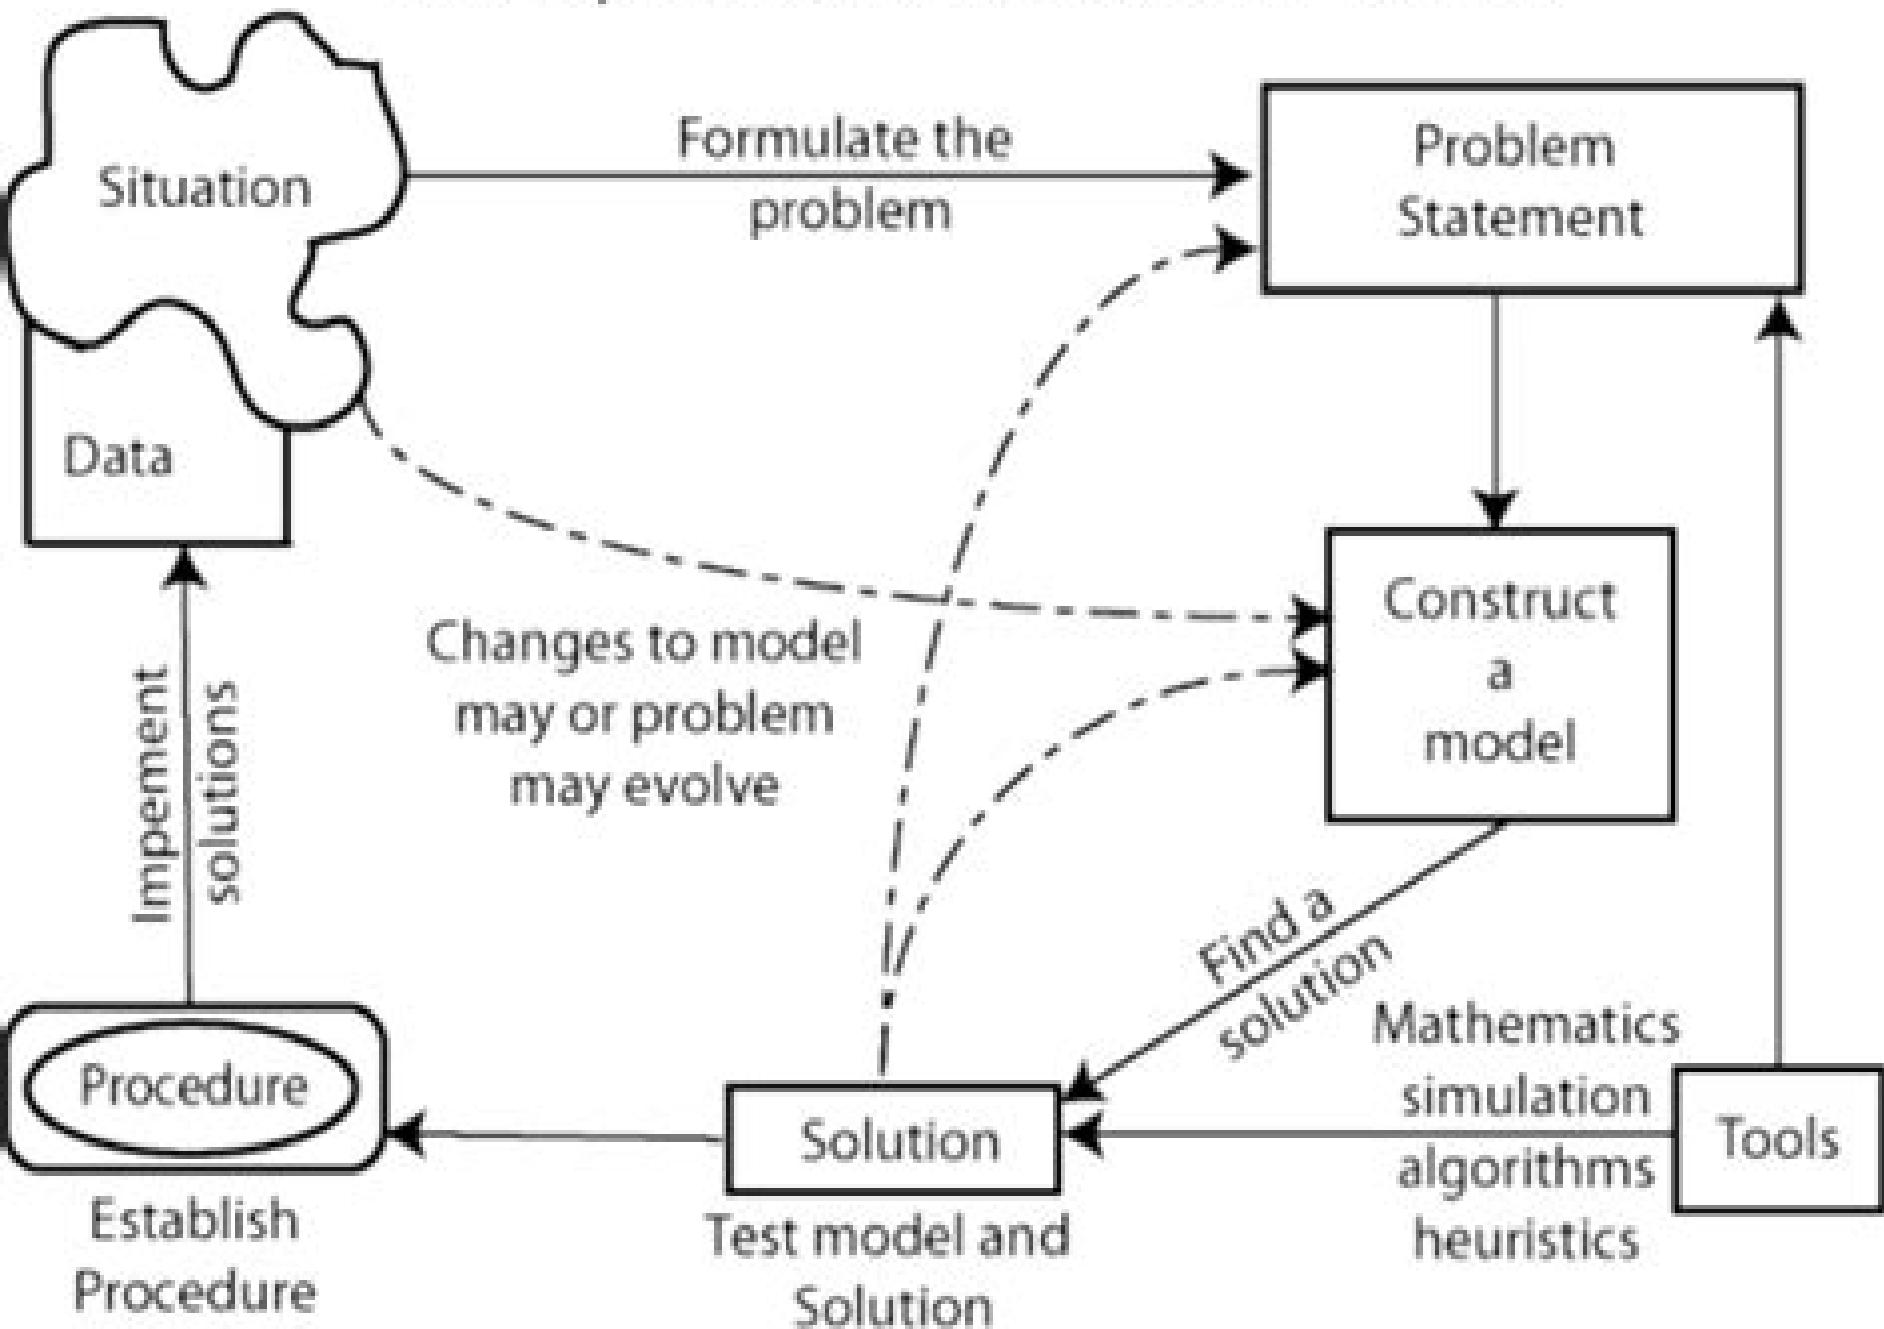 Situation
Formulate the
problem
Problem
Statement
Data
Changes to model
may or problem
may evolve
Construct
a
model
Impement
solutions
Find a
solution
Mathematics
simulation
algorithms
heuristics
Tools
Procedure
Solution
Establish
Procedure
Test model and
Solution